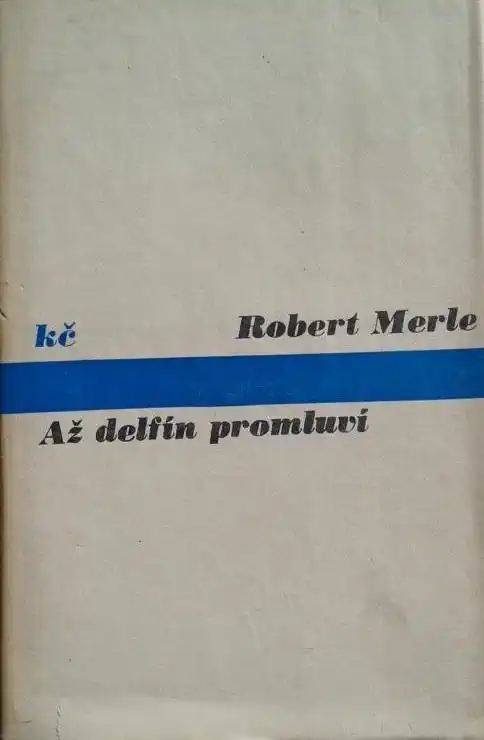 kč
Robert Merle
Až delfín promluví